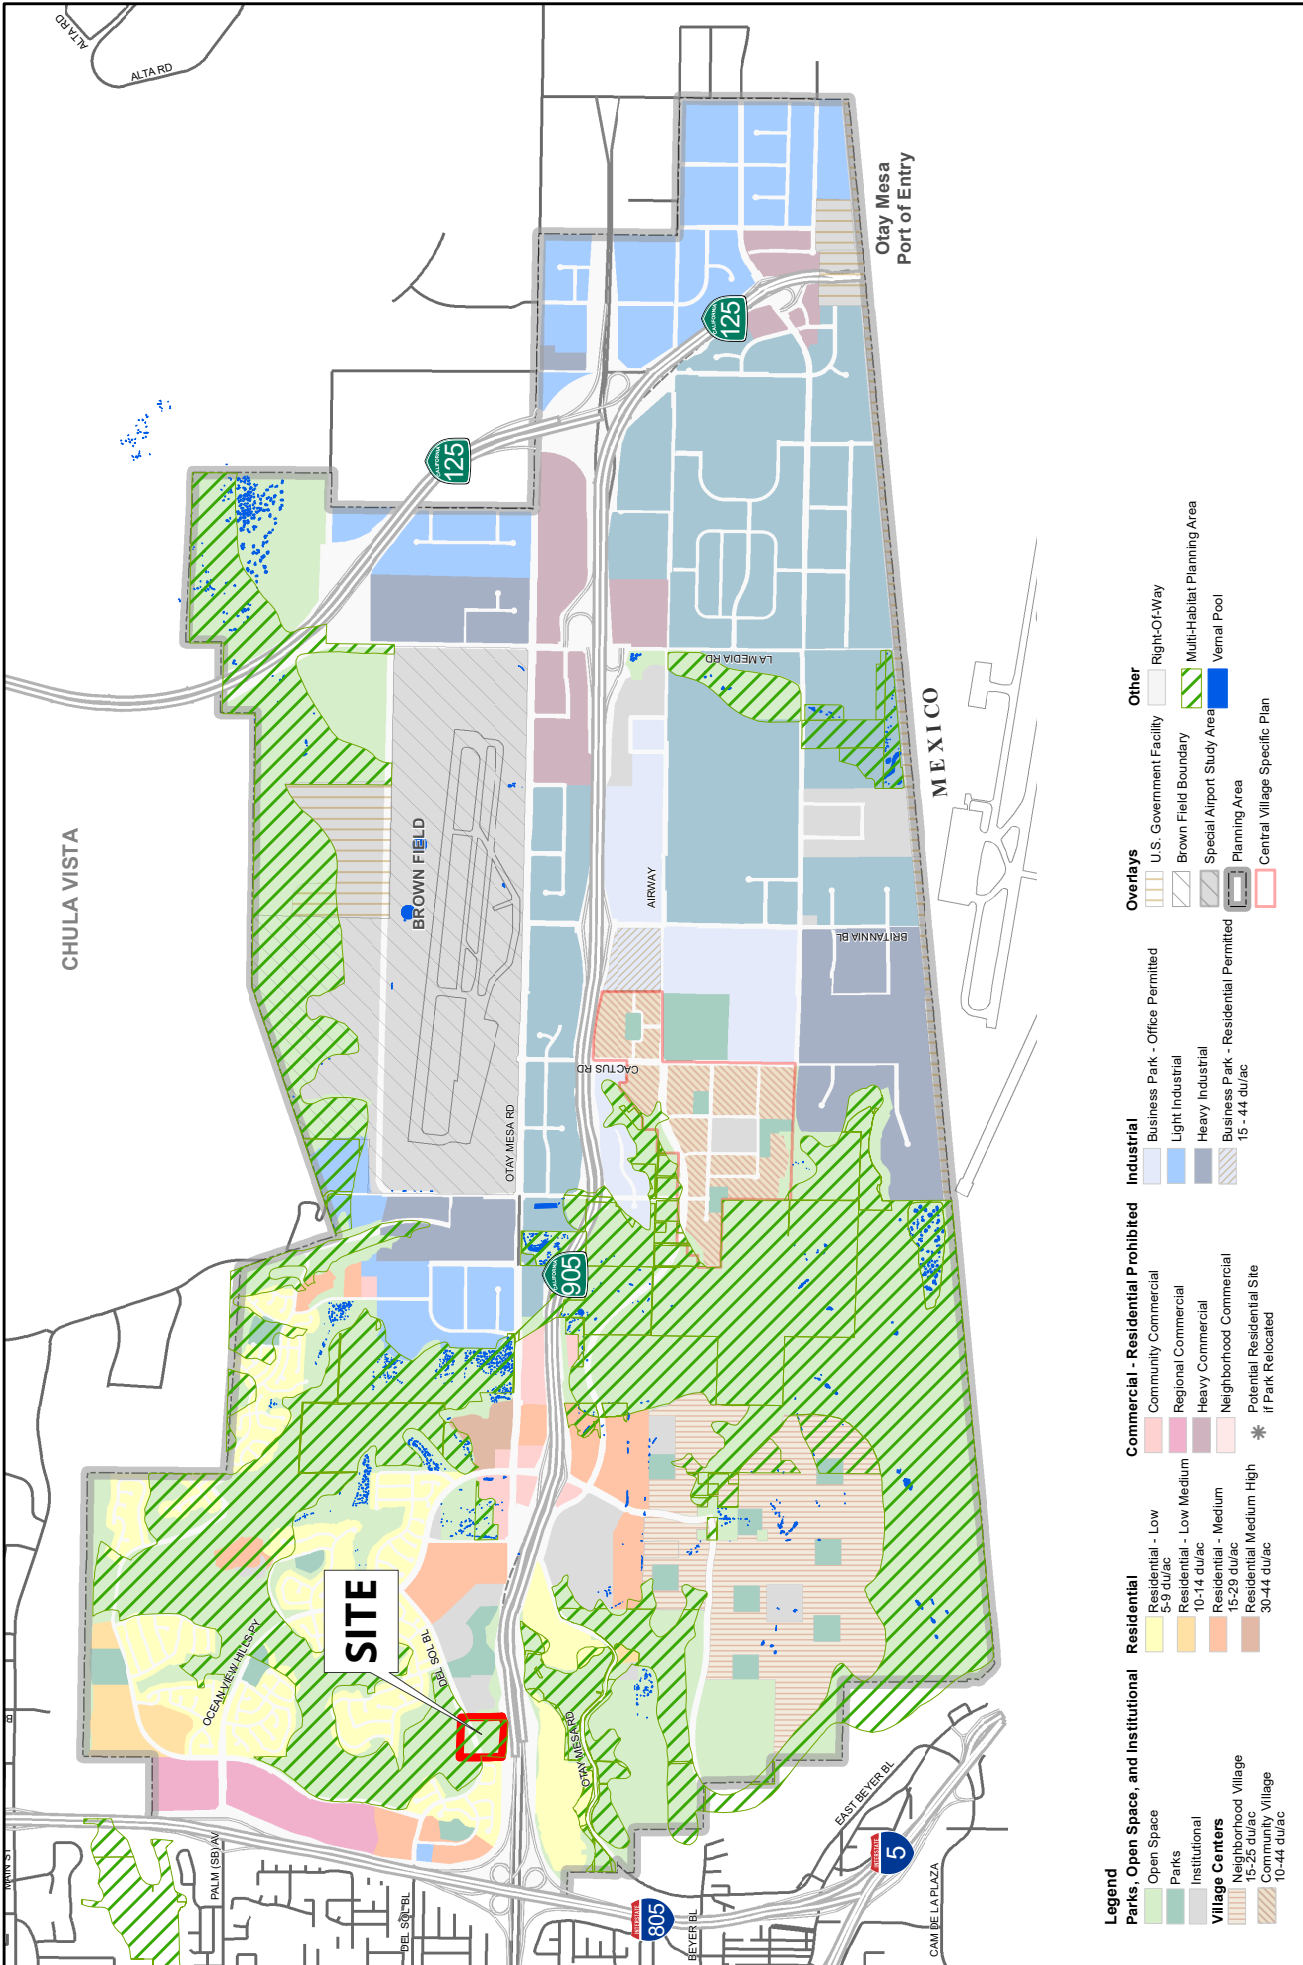 ALTA RD
ALTA RD
CHULA VISTA
Otay Mesa
Port of Entry
CALIFORNIA
125
CALIFORNIA
125
BROWN FIELD
LA MEDIA RD
MEXICO
AIRWAY
BRITANNIA BL
OTAY MESA RD
CACTUS RD
CALIFORNIA
905
SITE
OCEAN VIEW HILLS PY
DEL SOL BL
OTAY MESA RD
MAIN ST
PALM (SB) AV
DEL SOL BL
INTERSTATE
805
BEYER BL
EAST BEYER BL
INTERSTATE
5
CAM DE LA PLAZA
Legend
Parks, Open Space, and Institutional
Open Space
Parks
Institutional
Village Centers
Neighborhood Village
15-25 du/ac
Community Village
10-44 du/ac
Residential
Residential - Low
5-9 du/ac
Residential - Low Medium
10-14 du/ac
Residential - Medium
15-29 du/ac
Residential Medium High
30-44 du/ac
Commercial - Residential Prohibited
Community Commercial
Regional Commercial
Heavy Commercial
Neighborhood Commercial
Potential Residential Site
if Park Relocated
Industrial
Business Park - Office Permitted
Light Industrial
Heavy Industrial
Business Park - Residential Permitted
15 - 44 du/ac
Overlays
U.S. Government Facility
Brown Field Boundary
Special Airport Study Area
Planning Area
Central Village Specific Plan
Other
Right-Of-Way
Multi-Habitat Planning Area
Vernal Pool